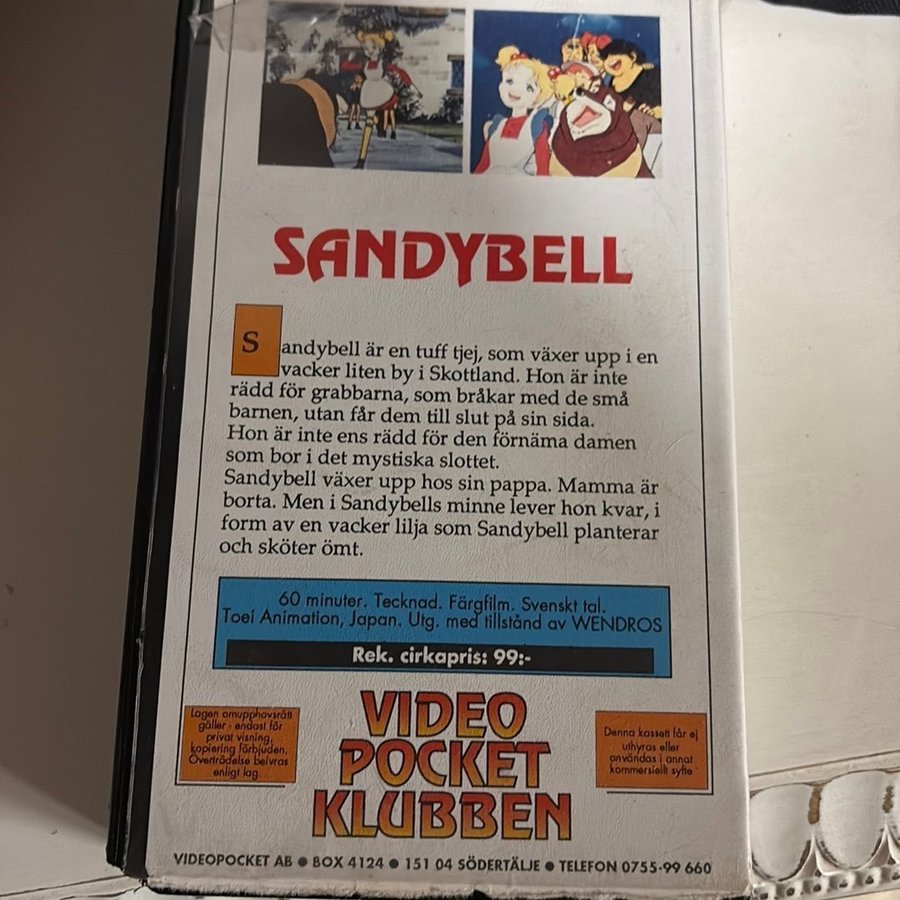 SANDYBELL
Sandybell är en tuff tjej, som växer upp i en
vacker liten by i Skottland. Hon är inte
rädd för grabbarna, som bråkar med de små
barnen, utan får dem till slut på sin sida.
Hon är inte ens rädd för den förnäma damen
som bor i det mystiska slottet.
Sandybell växer upp hos sin pappa. Mamma är
borta. Men i Sandybells minne lever hon kvar, i
form av en vacker lilja som Sandybell planterar
och sköter ömt.
60 minuter. Tecknad. Färgfilm. Svenskt tal.
Toei Animation, Japan. Utg. med tillstånd av WENDROS
Rek. cirkapris: 99:-
Lagen omupphovsrätt
gäller - endast för
privat visning,
kopiering förbjuden.
Överträdelse beivras
enligt lag.
VIDEO
POCKET
KLUBBEN
Denna kassett får ej
uthyras eller
användas i annat
kommersiellt syfte
VIDEOPOCKET AB ● BOX 4124 ● 151 04 SÖDERTÄLJE ● TELEFON 0755-99 660